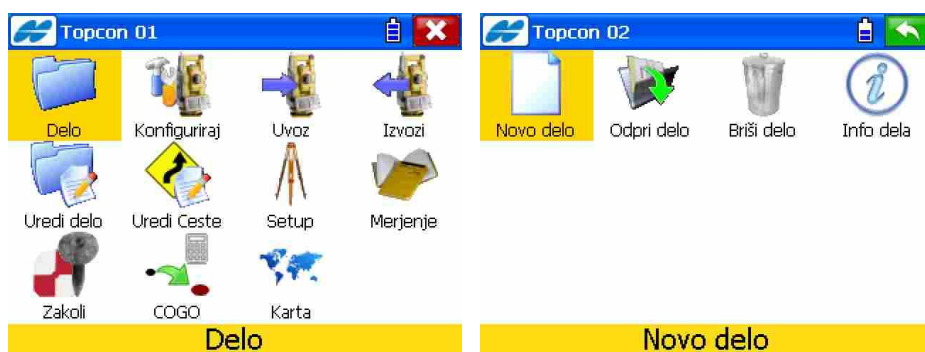 Topcon 01
Delo Konfiguriraj Uvoz Izvozi
Uredi delo Uredi Ceste Setup Merjenje
Zakoli COGO Karta
Delo
Topcon 02
Novo delo Odpri delo Briši delo Info dela
Novo delo